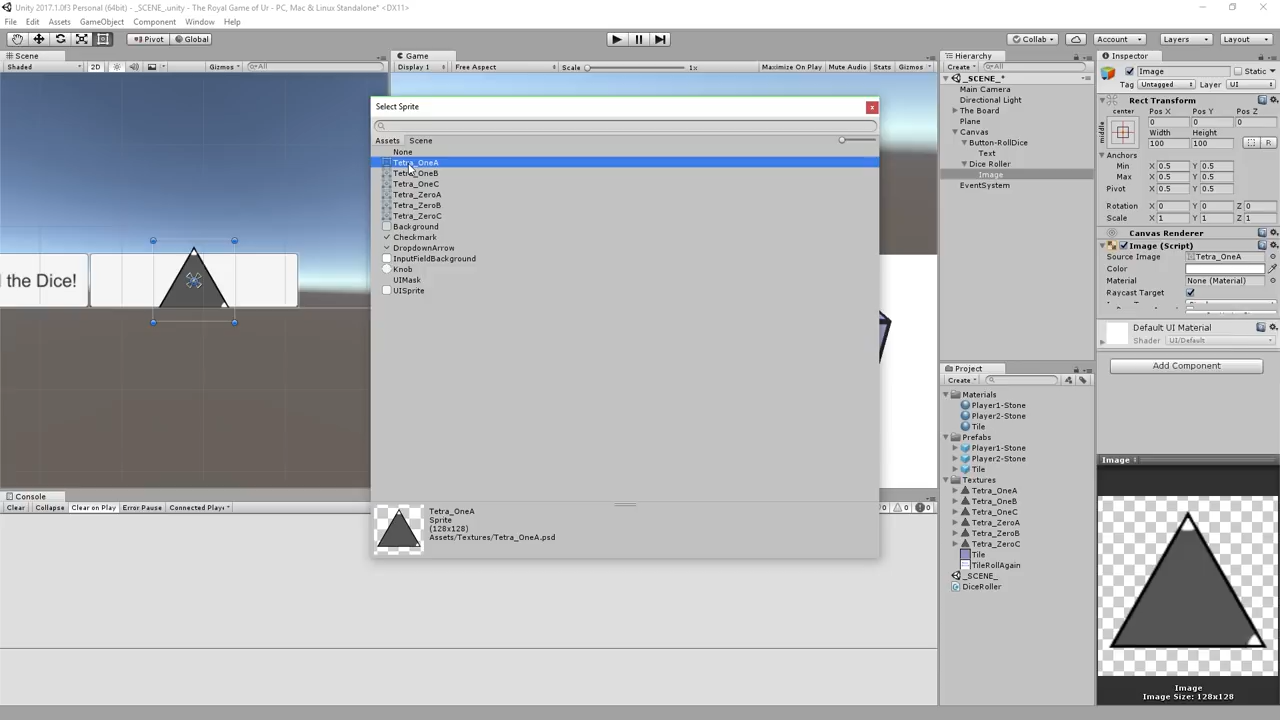 Unity 2017.1.0f3 Personal (64bit) - _SCENE_.unity - The Royal Game of Ur - PC, Mac & Linux Standalone* <DX11>
File Edit Assets GameObject Component Window Help
Pivot Global Collab Account Layers Layout
Scene
Shaded 2D Gizmos All
Game
Display 1 Free Aspect Scale 1x Maximize On Play Mute Audio Stats Gizmos
Select Sprite
Assets Scene
None
Tetra_OneA
Tetra_OneB
Tetra_OneC
Tetra_ZeroA
Tetra_ZeroB
Tetra_ZeroC
Background
Checkmark
DropdownArrow
InputFieldBackground
Knob
UIMask
UISprite
Tetra_OneA
Sprite
(128x128)
Assets/Textures/Tetra_OneA.psd
the Dice!
Console
Clear Collapse Clear on Play Error Pause Connected Play
0 0 0
Hierarchy
Create All
_SCENE_*
Main Camera
Directional Light
The Board
Plane
Canvas
Button-RollDice
Text
Dice Roller
Image
EventSystem
Project
Create
Materials
Player1-Stone
Player2-Stone
Tile
Prefabs
Player1-Stone
Player2-Stone
Tile
Textures
Tetra_OneA
Tetra_OneB
Tetra_OneC
Tetra_ZeroA
Tetra_ZeroB
Tetra_ZeroC
Tile
TileRollAgain
_SCENE_
DiceRoller
Inspector
Image Static
Tag Untagged Layer UI
Rect Transform
center Pos X Pos Y Pos Z
middle 0 0 0
Width Height
100 100 R
Anchors
Min X 0.5 Y 0.5
Max X 0.5 Y 0.5
Pivot X 0.5 Y 0.5
Rotation X 0 Y 0 Z 0
Scale X 1 Y 1 Z 1
Canvas Renderer
Image (Script)
Source Image Tetra_OneA
Color
Material None (Material)
Raycast Target
Default UI Material
Shader UI/Default
Add Component
Image
Image
Image Size: 128x128